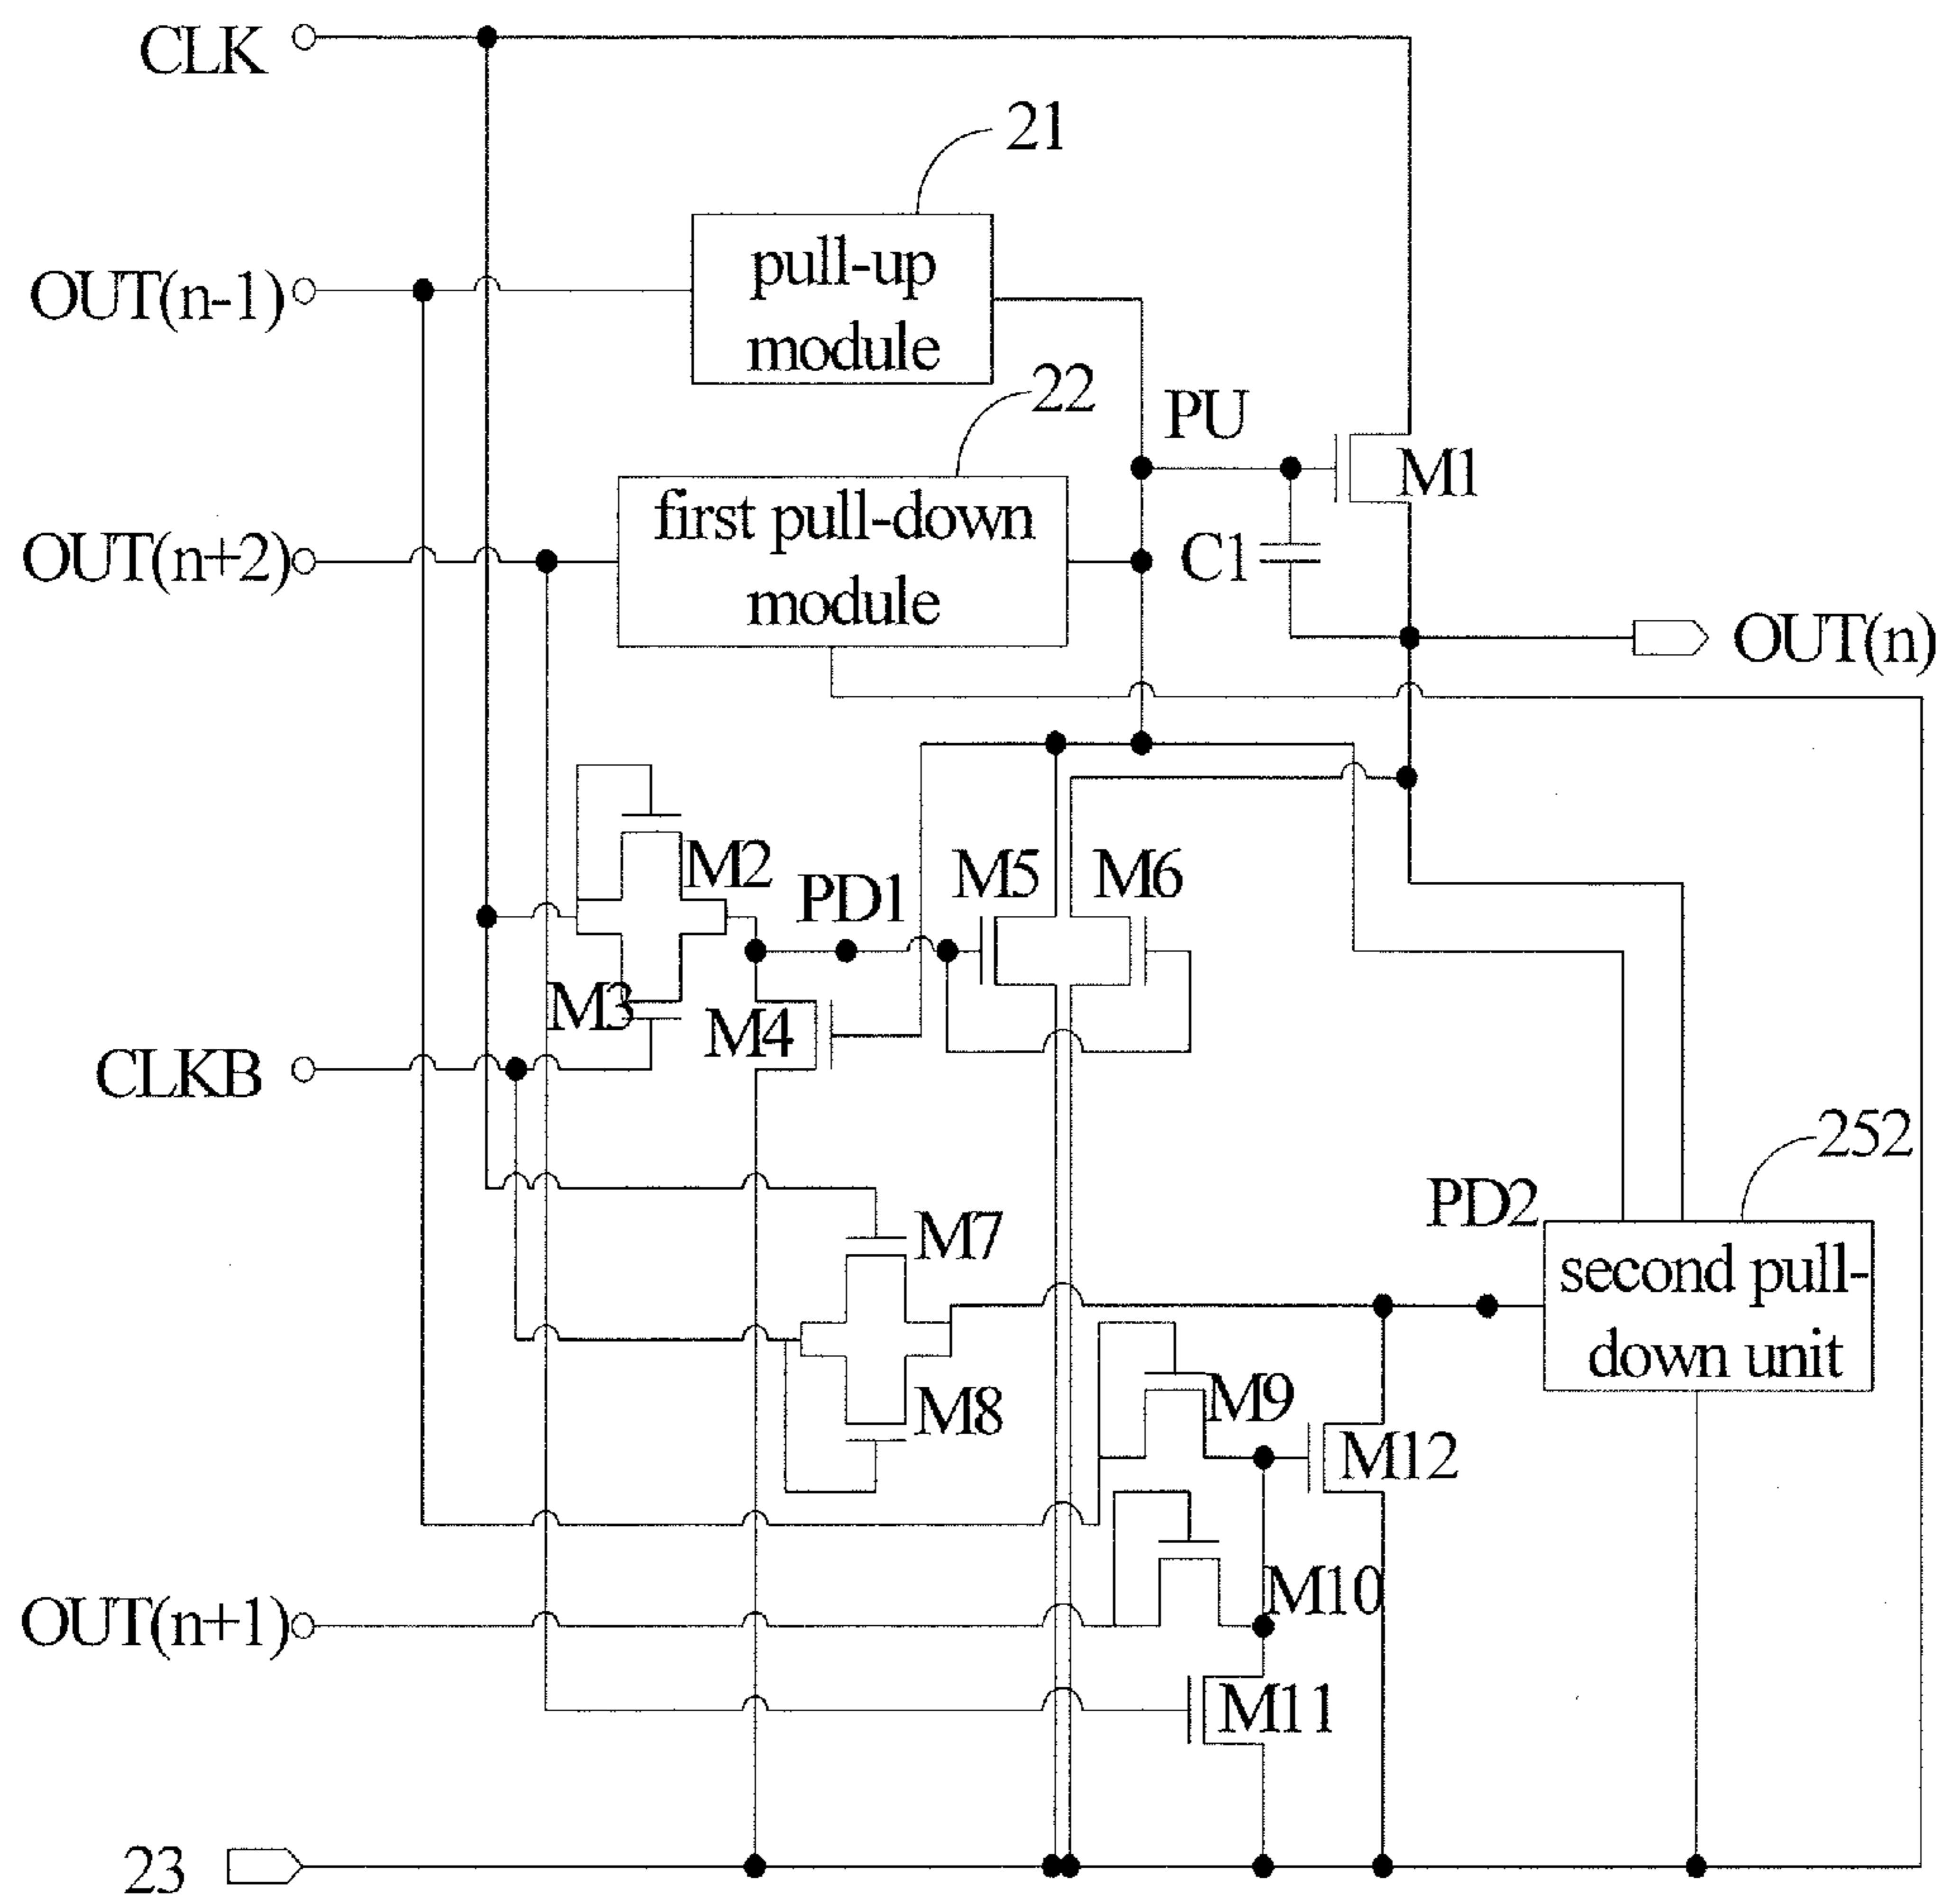 CLK
21
OUT(n-1)
pull-up
module
22
PU
M1
OUT(n+2)
first pull-down
module
C1
OUT(n)
M2
PD1
M5
M6
M3
M4
CLKB
252
PD2
M7
second pull-
down unit
M8
M9
M12
OUT(n+1)
M10
M11
23